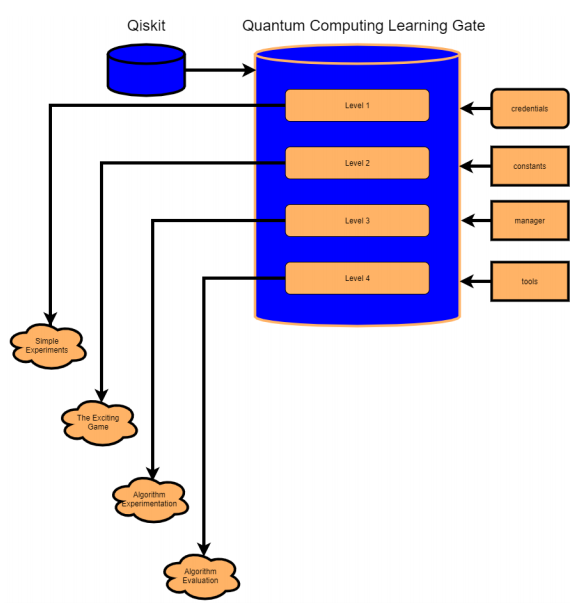 Qiskit
Quantum Computing Learning Gate
Level 1
credentials
Level 2
constants
Level 3
manager
Level 4
tools
Simple
Experiments
The Exciting
Game
Algorithm
Experimentation
Algorithm
Evaluation